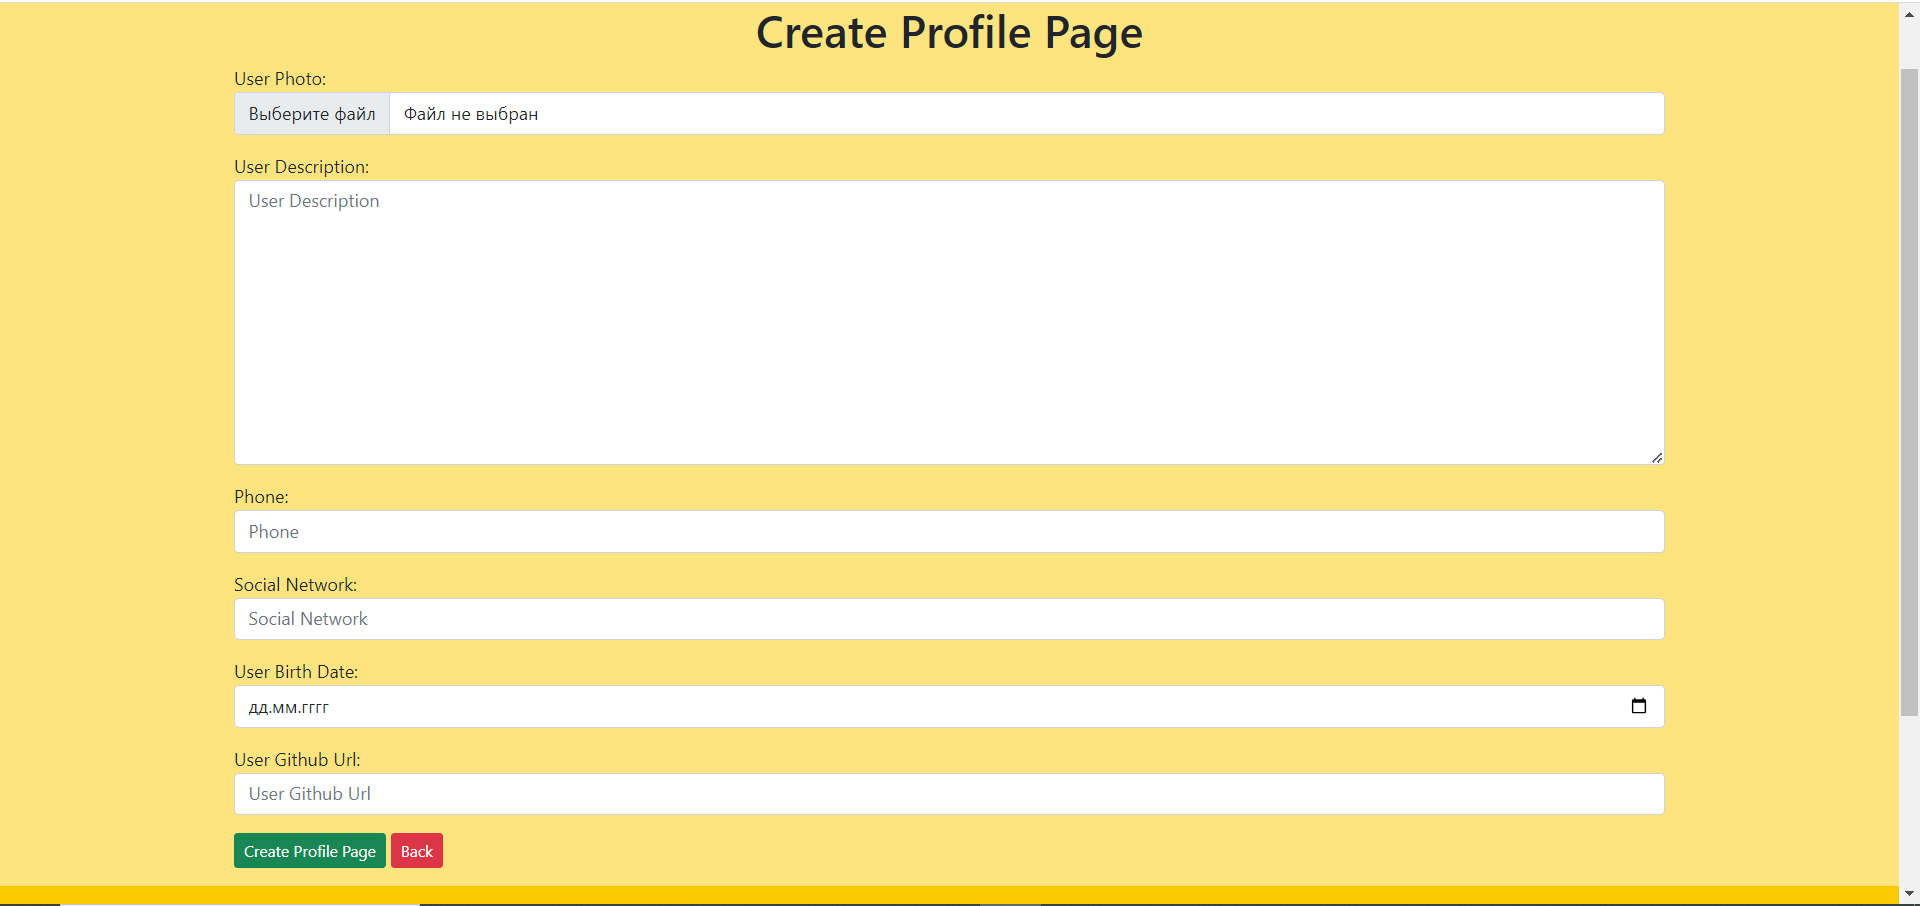 Create Profile Page
User Photo:
Выберите файл Файл не выбран
User Description:
User Description
Phone:
Phone
Social Network:
Social Network
User Birth Date:
дд.мм.гггг
User Github Url:
User Github Url
Create Profile Page Back